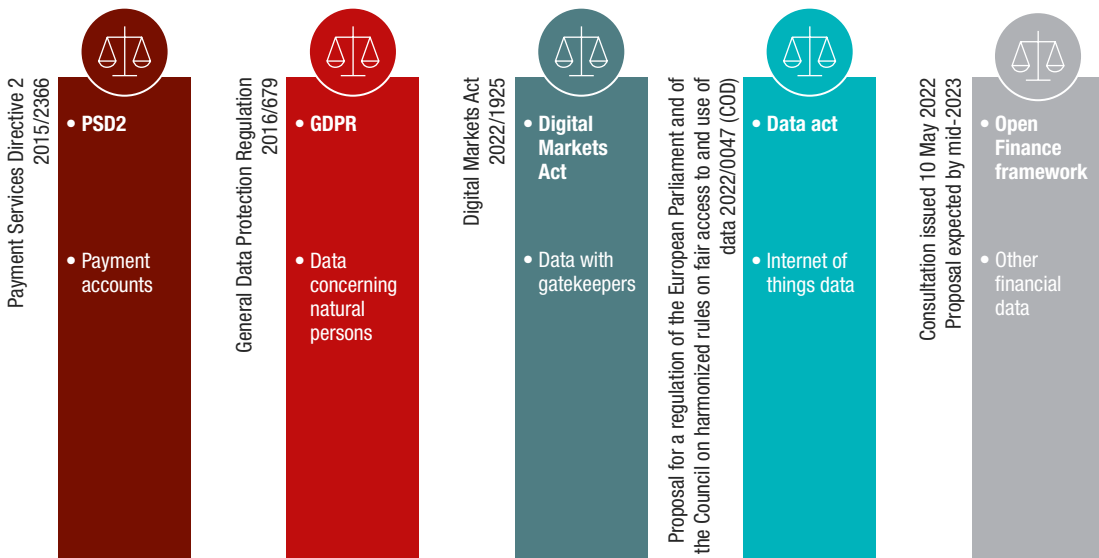 Payment Services Directive 2
2015/2366
• PSD2
• Payment
accounts
General Data Protection Regulation
2016/679
• GDPR
• Data
concerning
natural
persons
Digital Markets Act
2022/1925
• Digital
Markets
Act
• Data with
gatekeepers
Proposal for a regulation of the European Parliament and of
the Council on harmonized rules on fair access to and use of
data 2022/0047 (COD)
• Data act
• Internet of
things data
Consultation issued 10 May 2022
Proposal expected by mid-2023
• Open
Finance
framework
• Other
financial
data